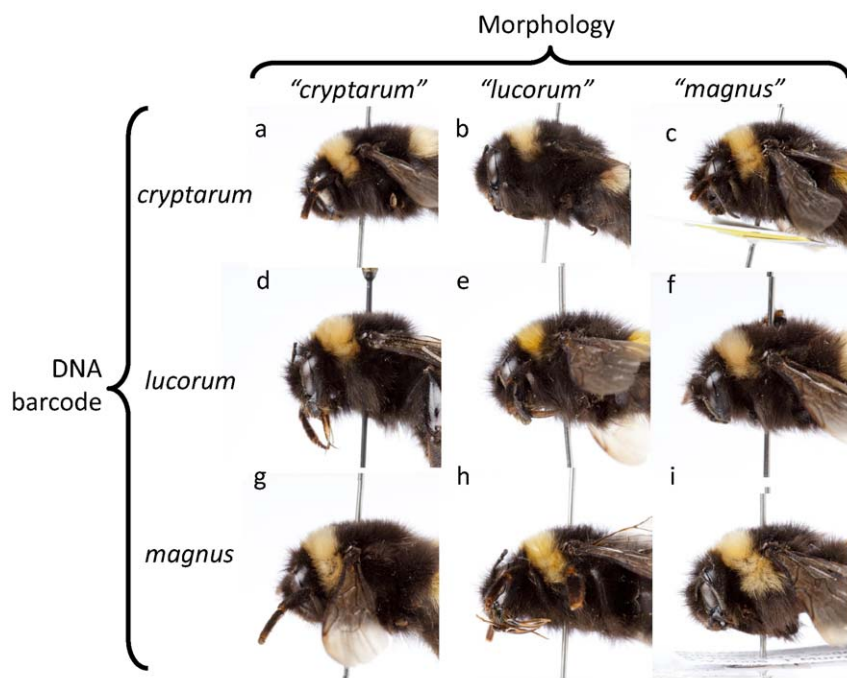 Morphology
“cryptarum” “lucorum” “magnus”
a b c
cryptarum
d e f
DNA
barcode
lucorum
g h i
magnus